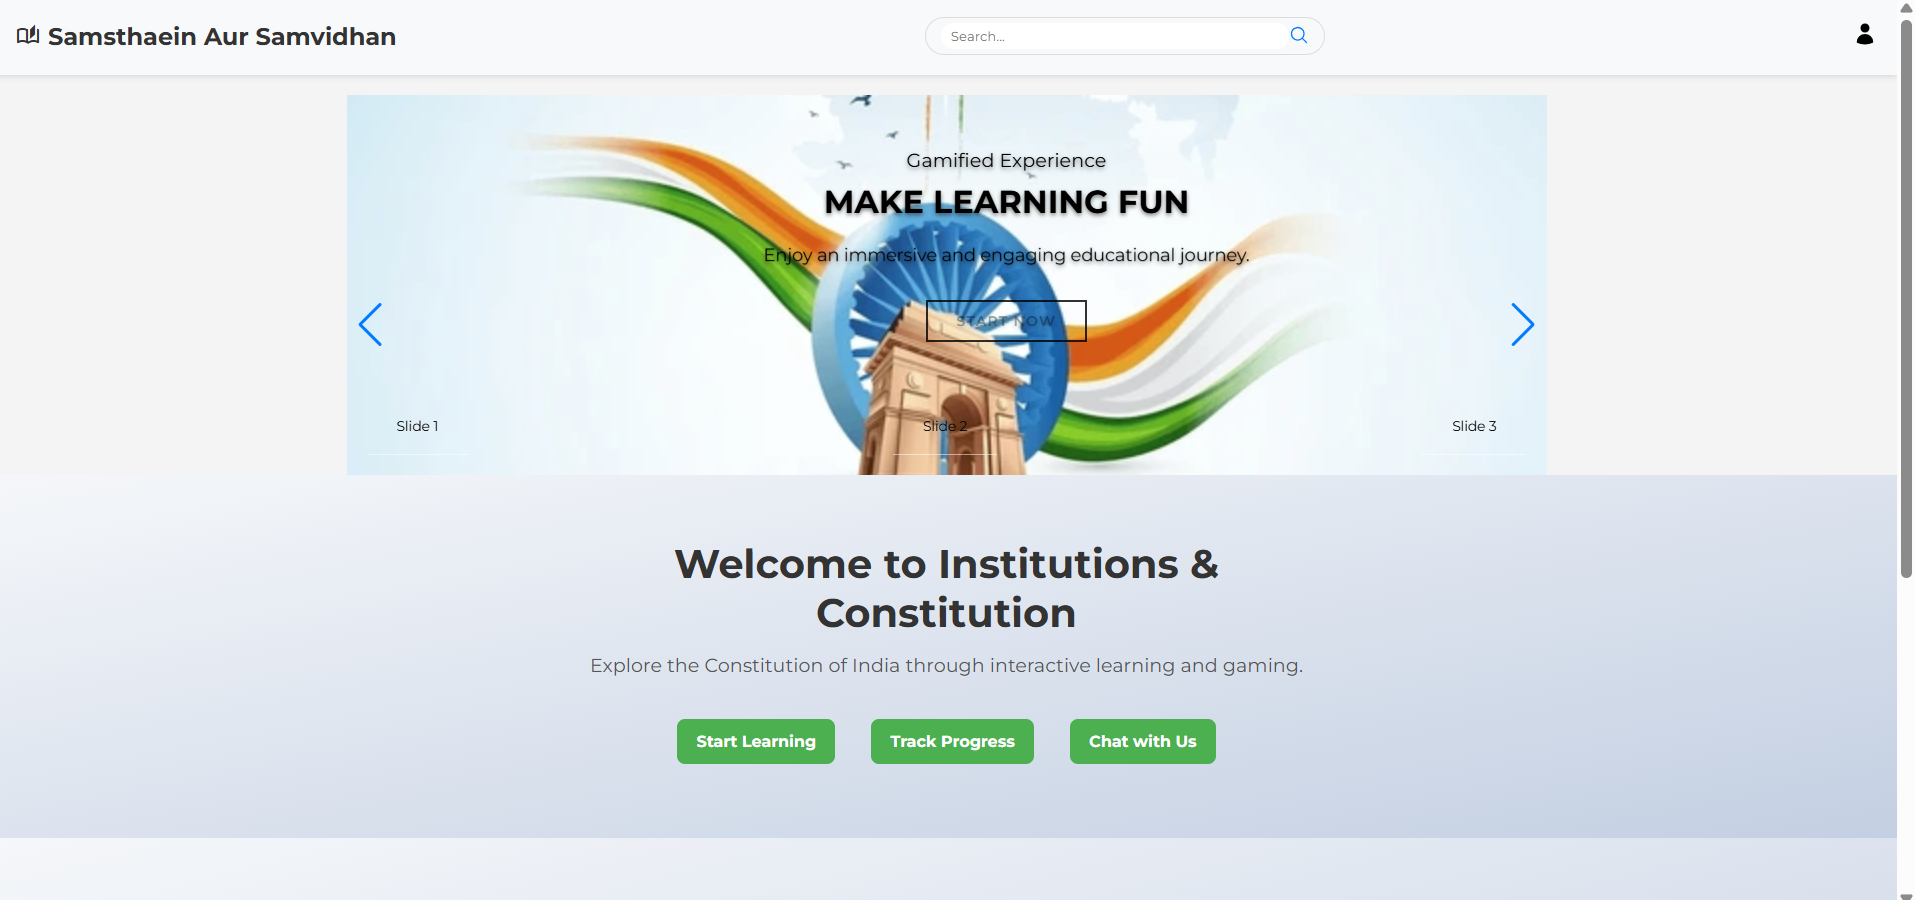 Samsthaein Aur Samvidhan
Search...
Gamified Experience
MAKE LEARNING FUN
Enjoy an immersive and engaging educational journey.
START NOW
Slide 1
Slide 2
Slide 3
Welcome to Institutions &
Constitution
Explore the Constitution of India through interactive learning and gaming.
Start Learning
Track Progress
Chat with Us